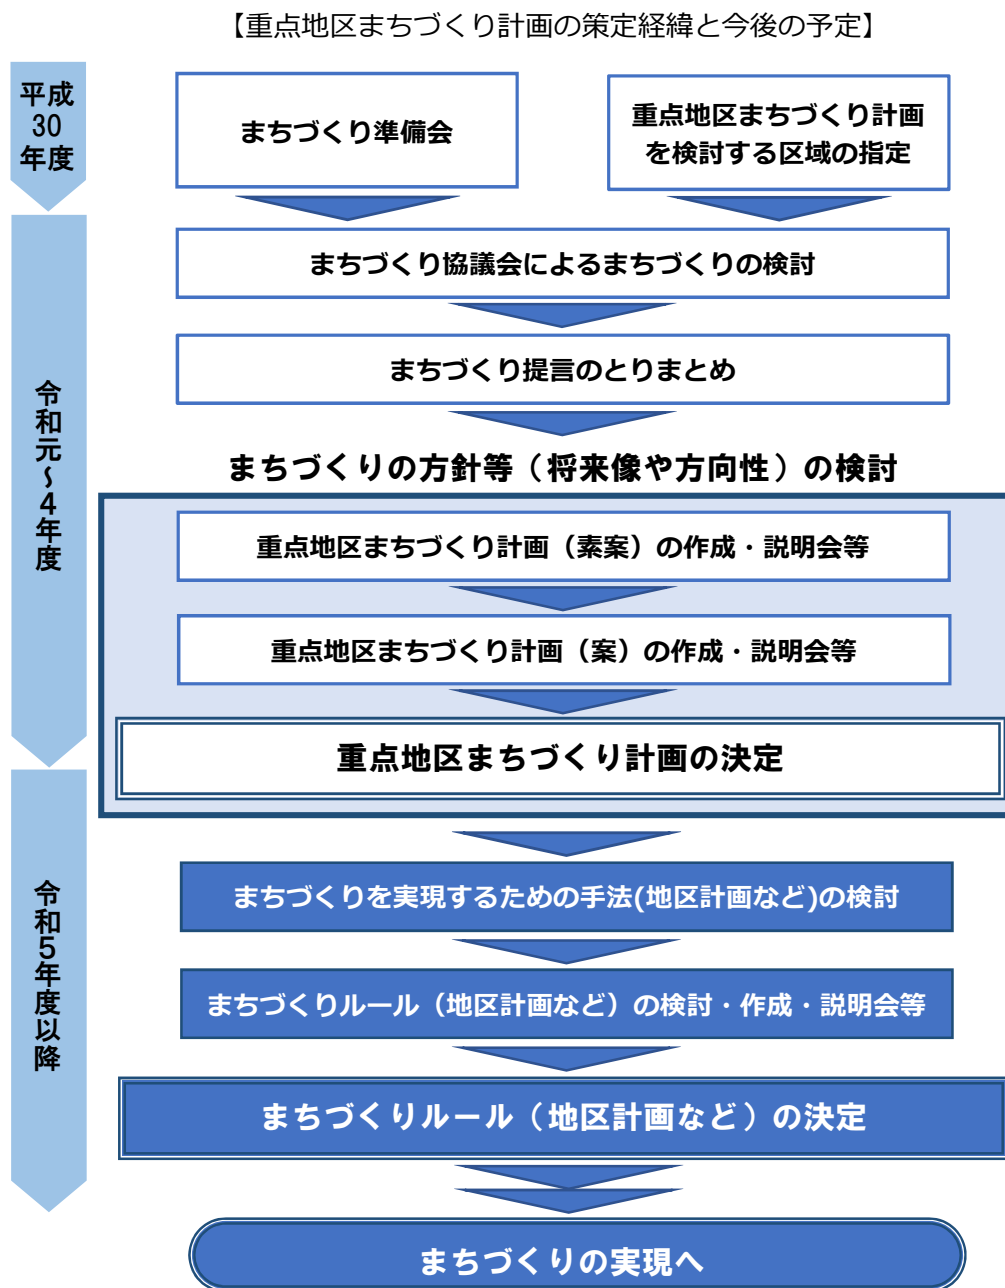 【重点地区まちづくり計画の策定経緯と今後の予定】
平成
30
年度
まちづくり準備会
重点地区まちづくり計画
を検討する区域の指定
令和元～4年度
まちづくり協議会によるまちづくりの検討
まちづくり提言のとりまとめ
まちづくりの方針等（将来像や方向性）の検討
重点地区まちづくり計画（素案）の作成・説明会等
重点地区まちづくり計画（案）の作成・説明会等
重点地区まちづくり計画の決定
令和5年度以降
まちづくりを実現するための手法(地区計画など)の検討
まちづくりルール（地区計画など）の検討・作成・説明会等
まちづくりルール（地区計画など）の決定
まちづくりの実現へ